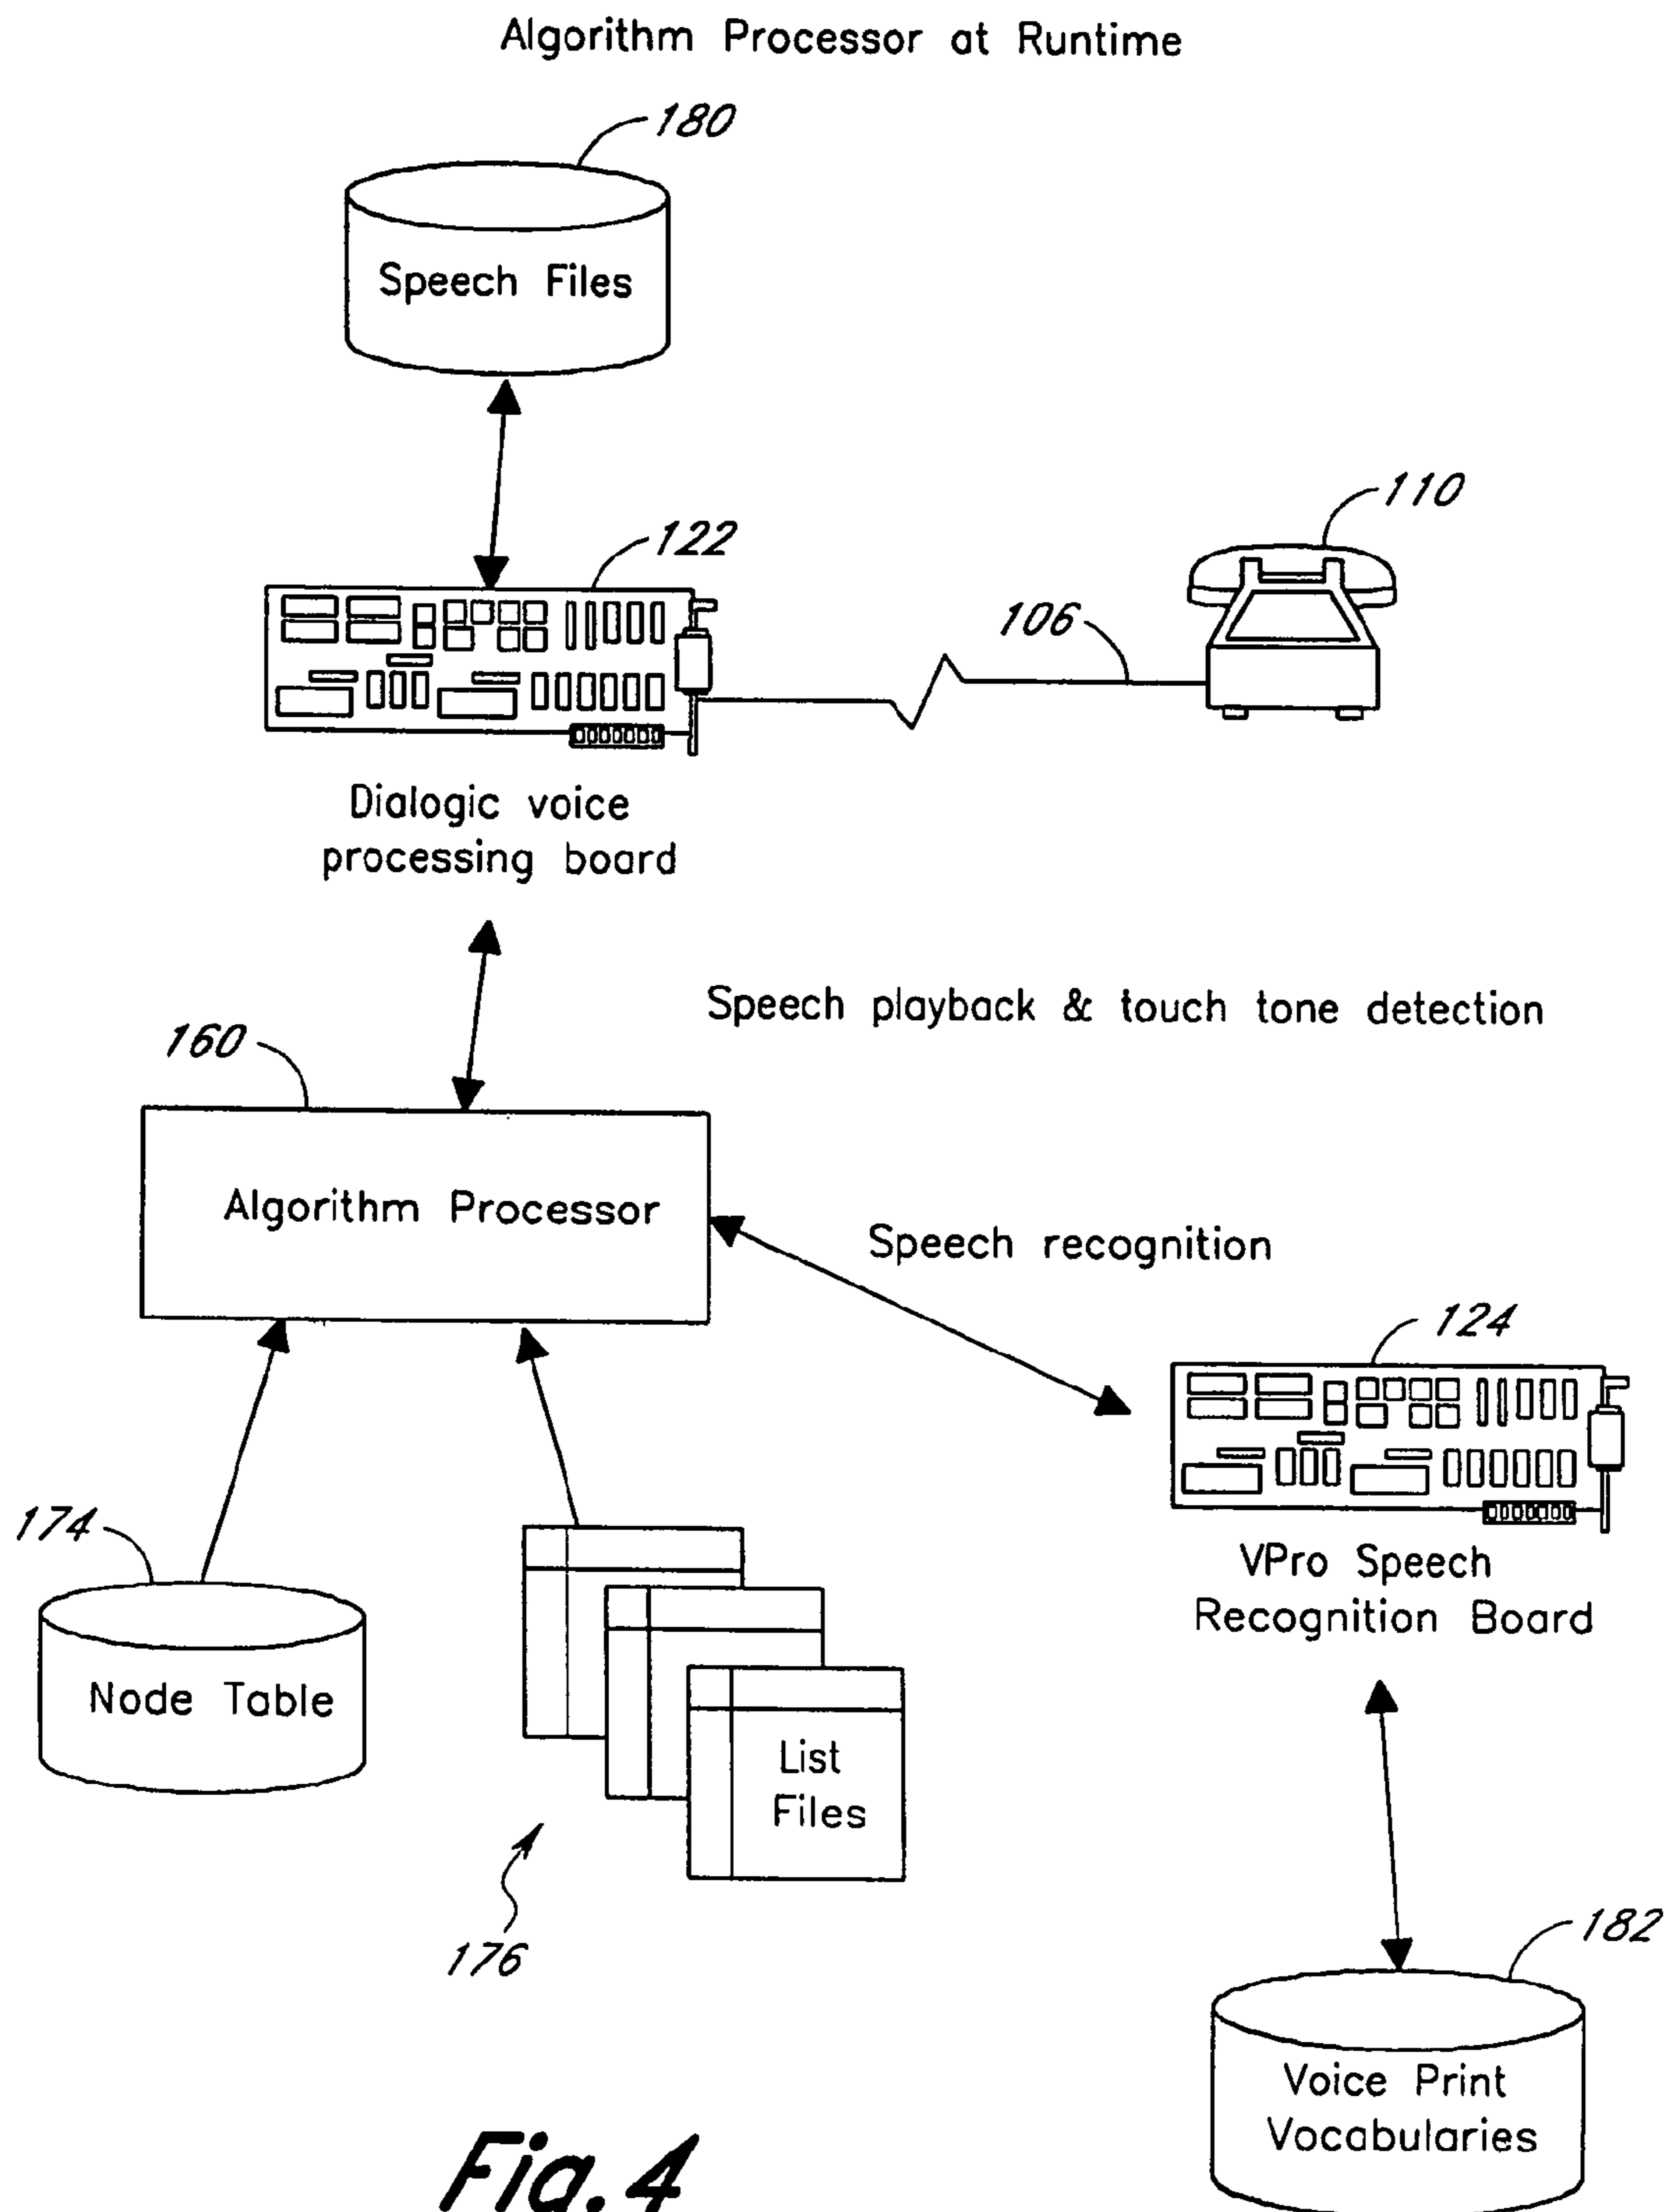 Algorithm Processor at Runtime
180
Speech Files
110
122
106
Dialogic voice
processing board
Speech playback & touch tone detection
160
Algorithm Processor
Speech recognition
124
VPro Speech
Recognition Board
174
Node Table
List
Files
176
182
Voice Print
Vocabularies
Fig. 4